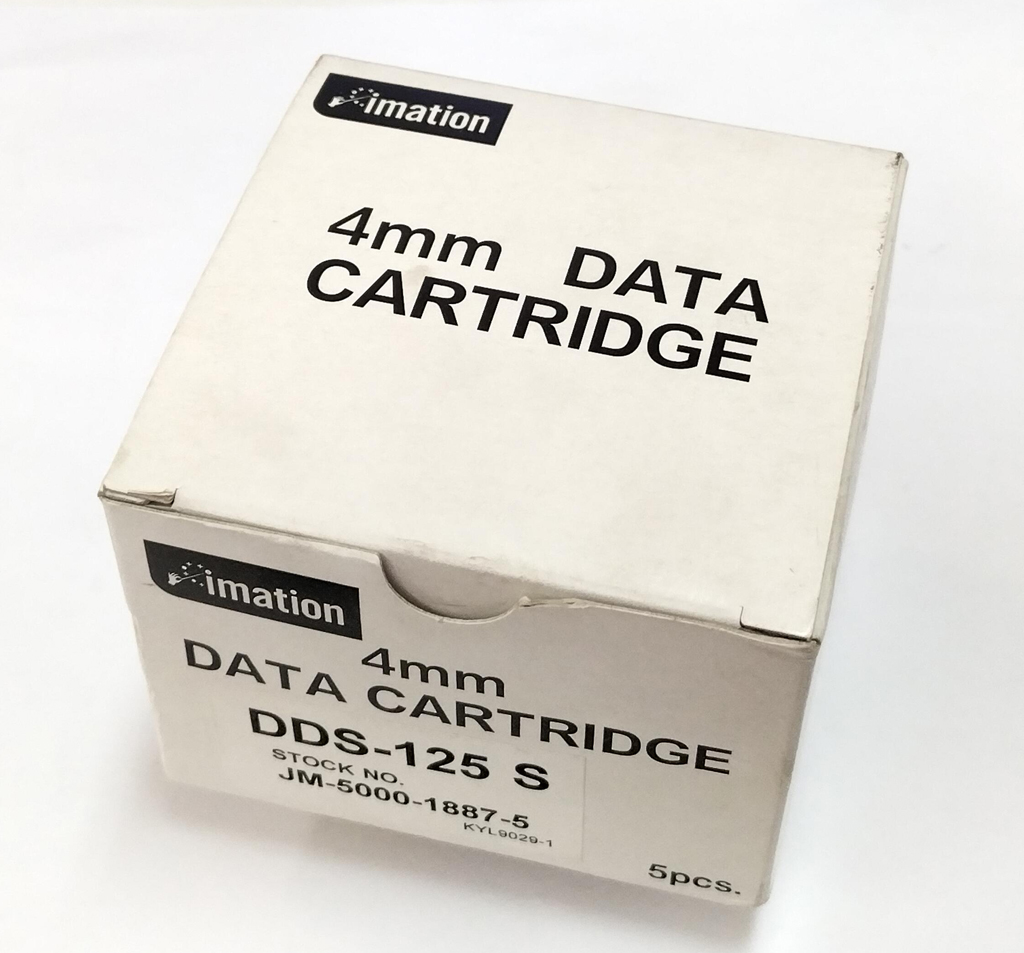 imation
4mm DATA
CARTRIDGE
imation
4mm
DATA CARTRIDGE
DDS-125 S
STOCK NO.
JM-5000-1887-5
KYL9029-1
5pcs.